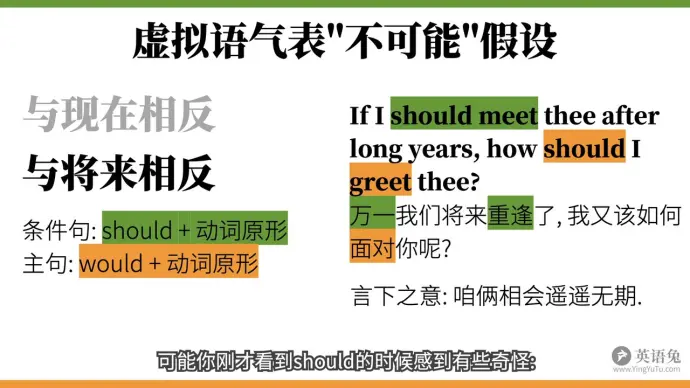 虚拟语气表"不可能"假设
与现在相反
与将来相反
条件句: should + 动词原形
主句: would + 动词原形
If I should meet thee after
long years, how should I
greet thee?
万一我们将来重逢了, 我又该如何
面对你呢?
言下之意: 咱俩相会遥遥无期.
可能你刚才看到should的时候感到有些奇怪:
英语兔
www.YingYuTu.com